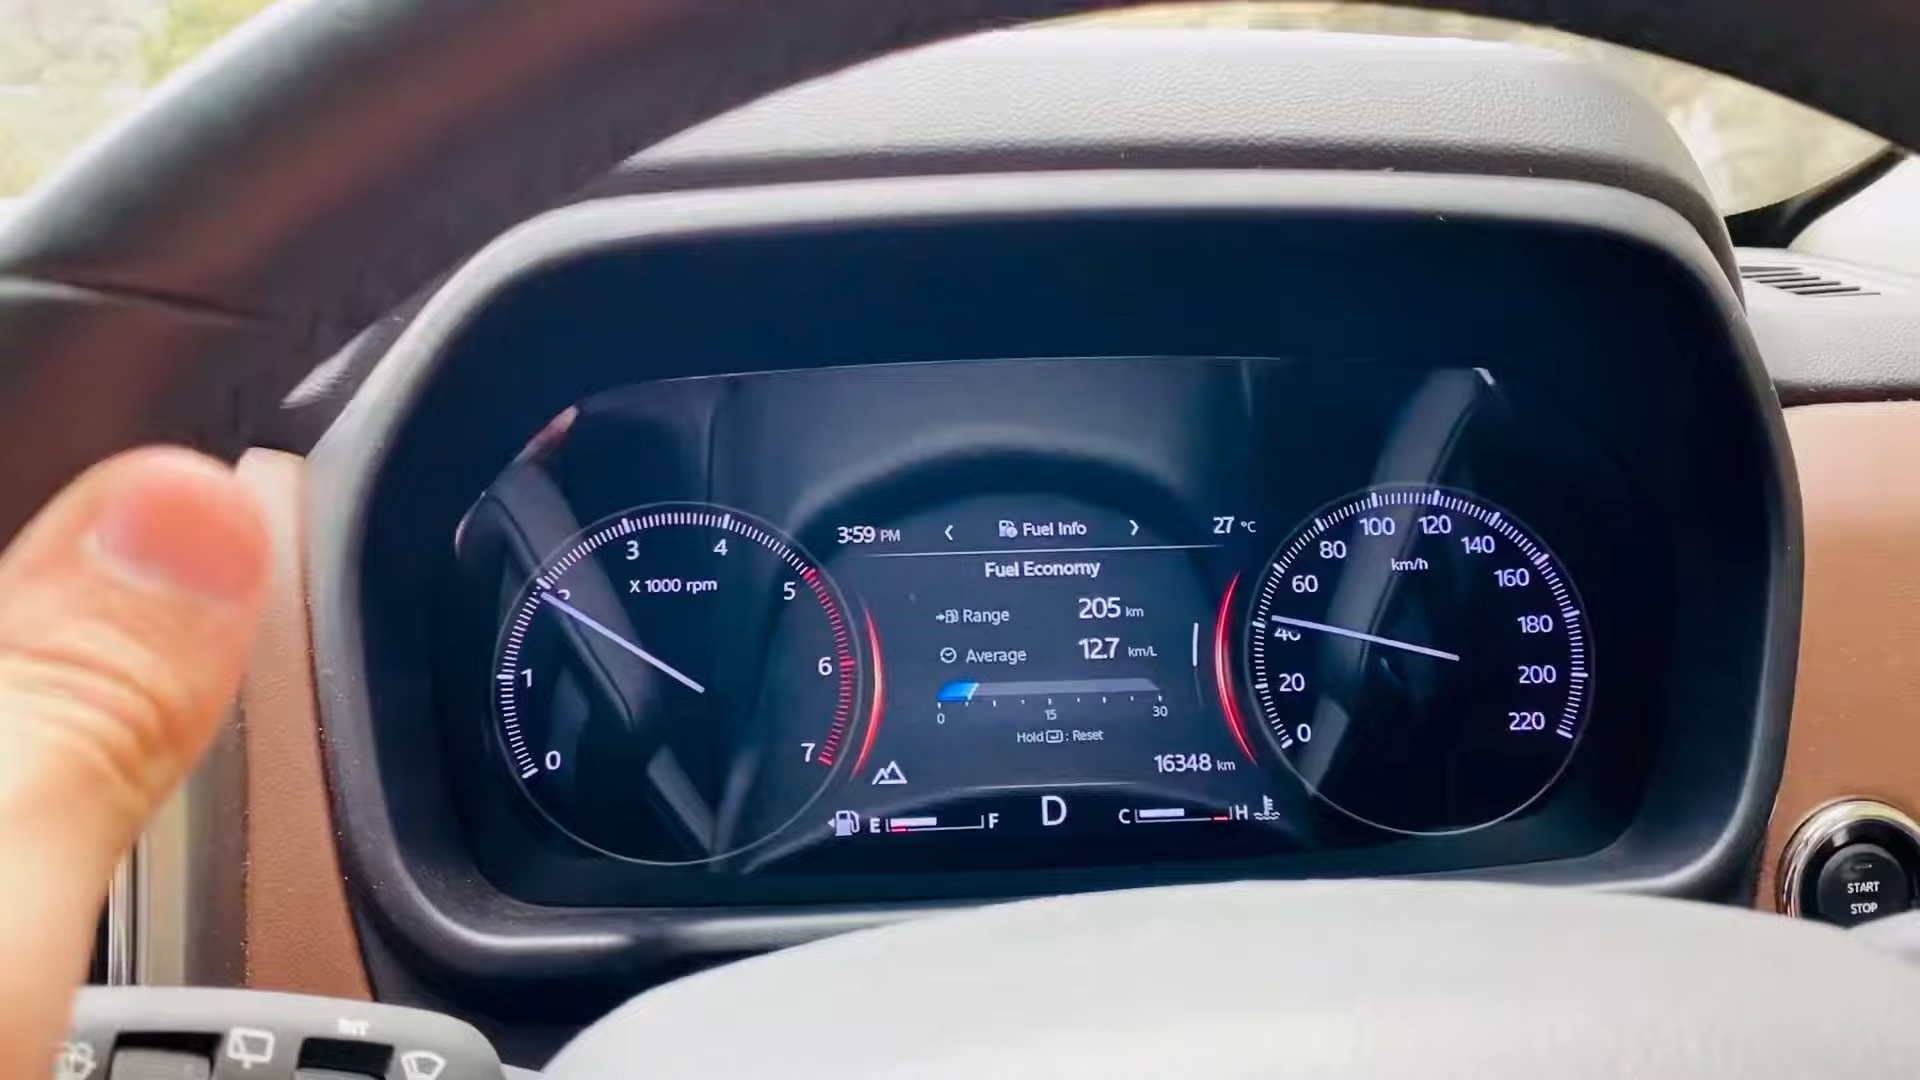 3:59 PM
Fuel Info
27 °C
Fuel Economy
Range 205 km
Average 12.7 km/L
0 15 30
Hold : Reset
16348 km
E F
D
C H
0
1
2
3
4
5
6
7
X 1000 rpm
0
20
40
60
80
100
120
140
160
180
200
220
km/h
START
STOP